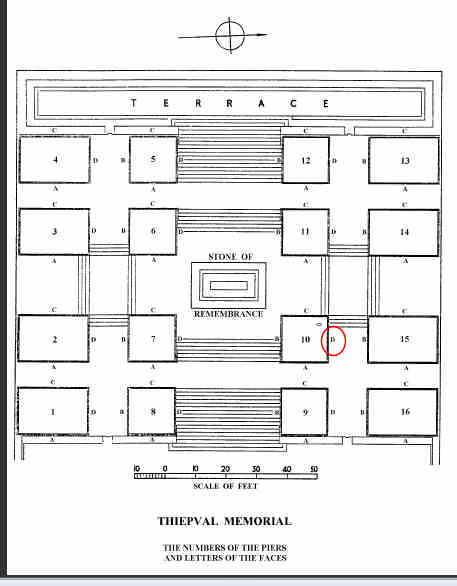 TERRACE
C C C C
4 D B 5 D B 12 D B 13
A A A A
C C C C
3 D B 6 D B 11 D B 14
A A A A
STONE OF
REMEMBRANCE
C C C C
2 D B 7 D B 10 D B 15
A A A A
C C C C
1 D B 8 D B 9 D B 16
A A A A
10 0 10 20 30 40 50
SCALE OF FEET
THIEPVAL MEMORIAL
THE NUMBERS OF THE PIERS
AND LETTERS OF THE FACES